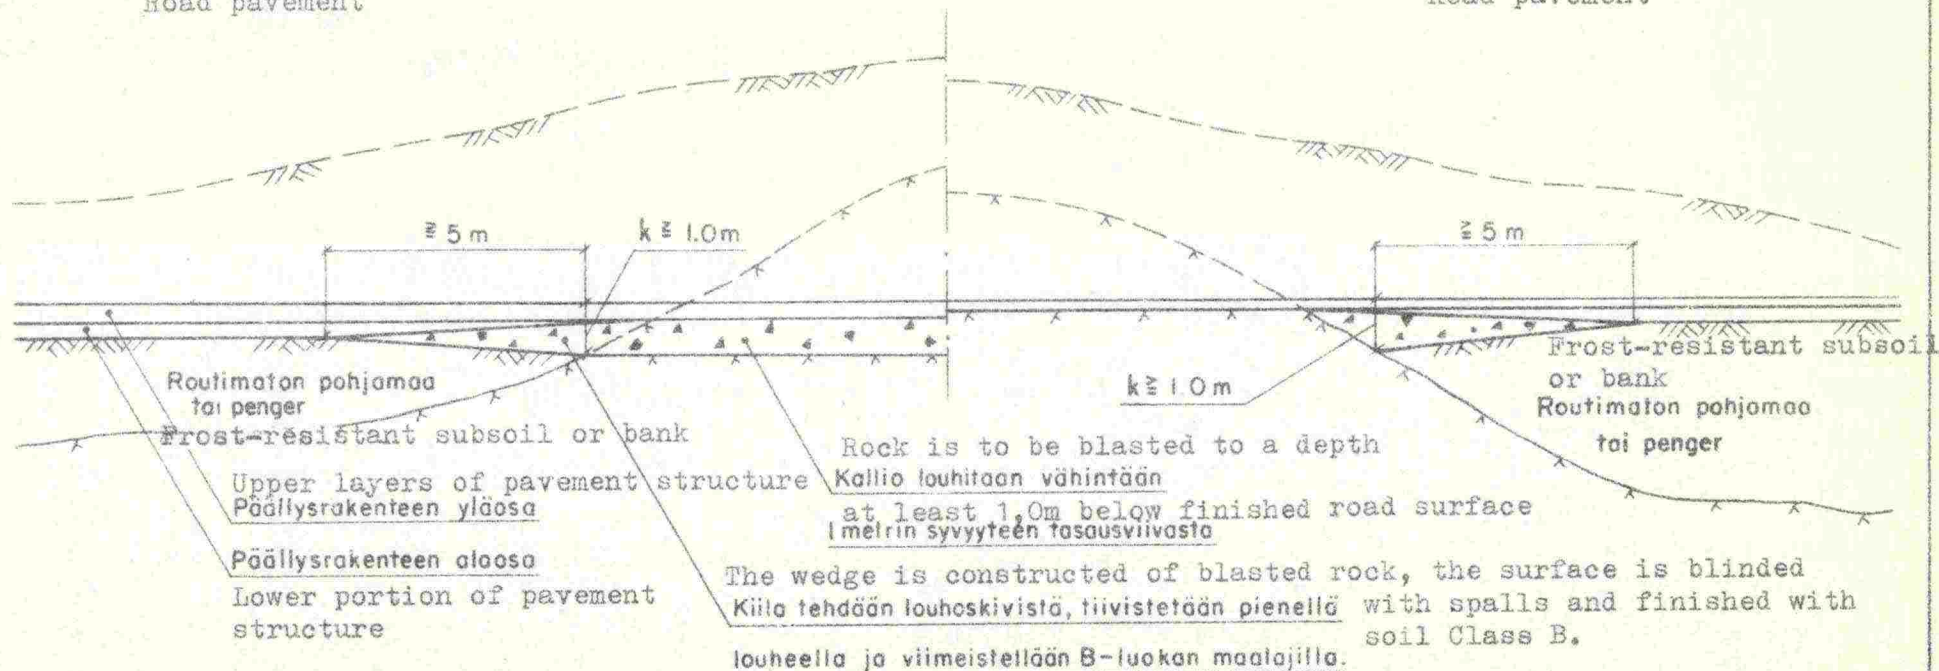 Road pavement
Road pavement
≧ 5 m
k ≧ 1.0 m
≧ 5 m
Routimaton pohjamaa
tai penger
Frost-resistant subsoil or bank
k ≧ 1.0 m
Frost-resistant subsoil
or bank
Routimaton pohjamaa
tai penger
Upper layers of pavement structure
Päällysrakenteen yläosa
Päällysrakenteen alaosa
Lower portion of pavement
structure
Rock is to be blasted to a depth
Kallio louhitaan vähintään
at least 1,0m below finished road surface
1 metrin syvyyteen tasausviivasta
The wedge is constructed of blasted rock, the surface is blinded
Kiila tehdään louhoskivistä, tiivistetään pienellä
with spalls and finished with
soil Class B.
louheella ja viimeistellään B-luokan maalajilla.